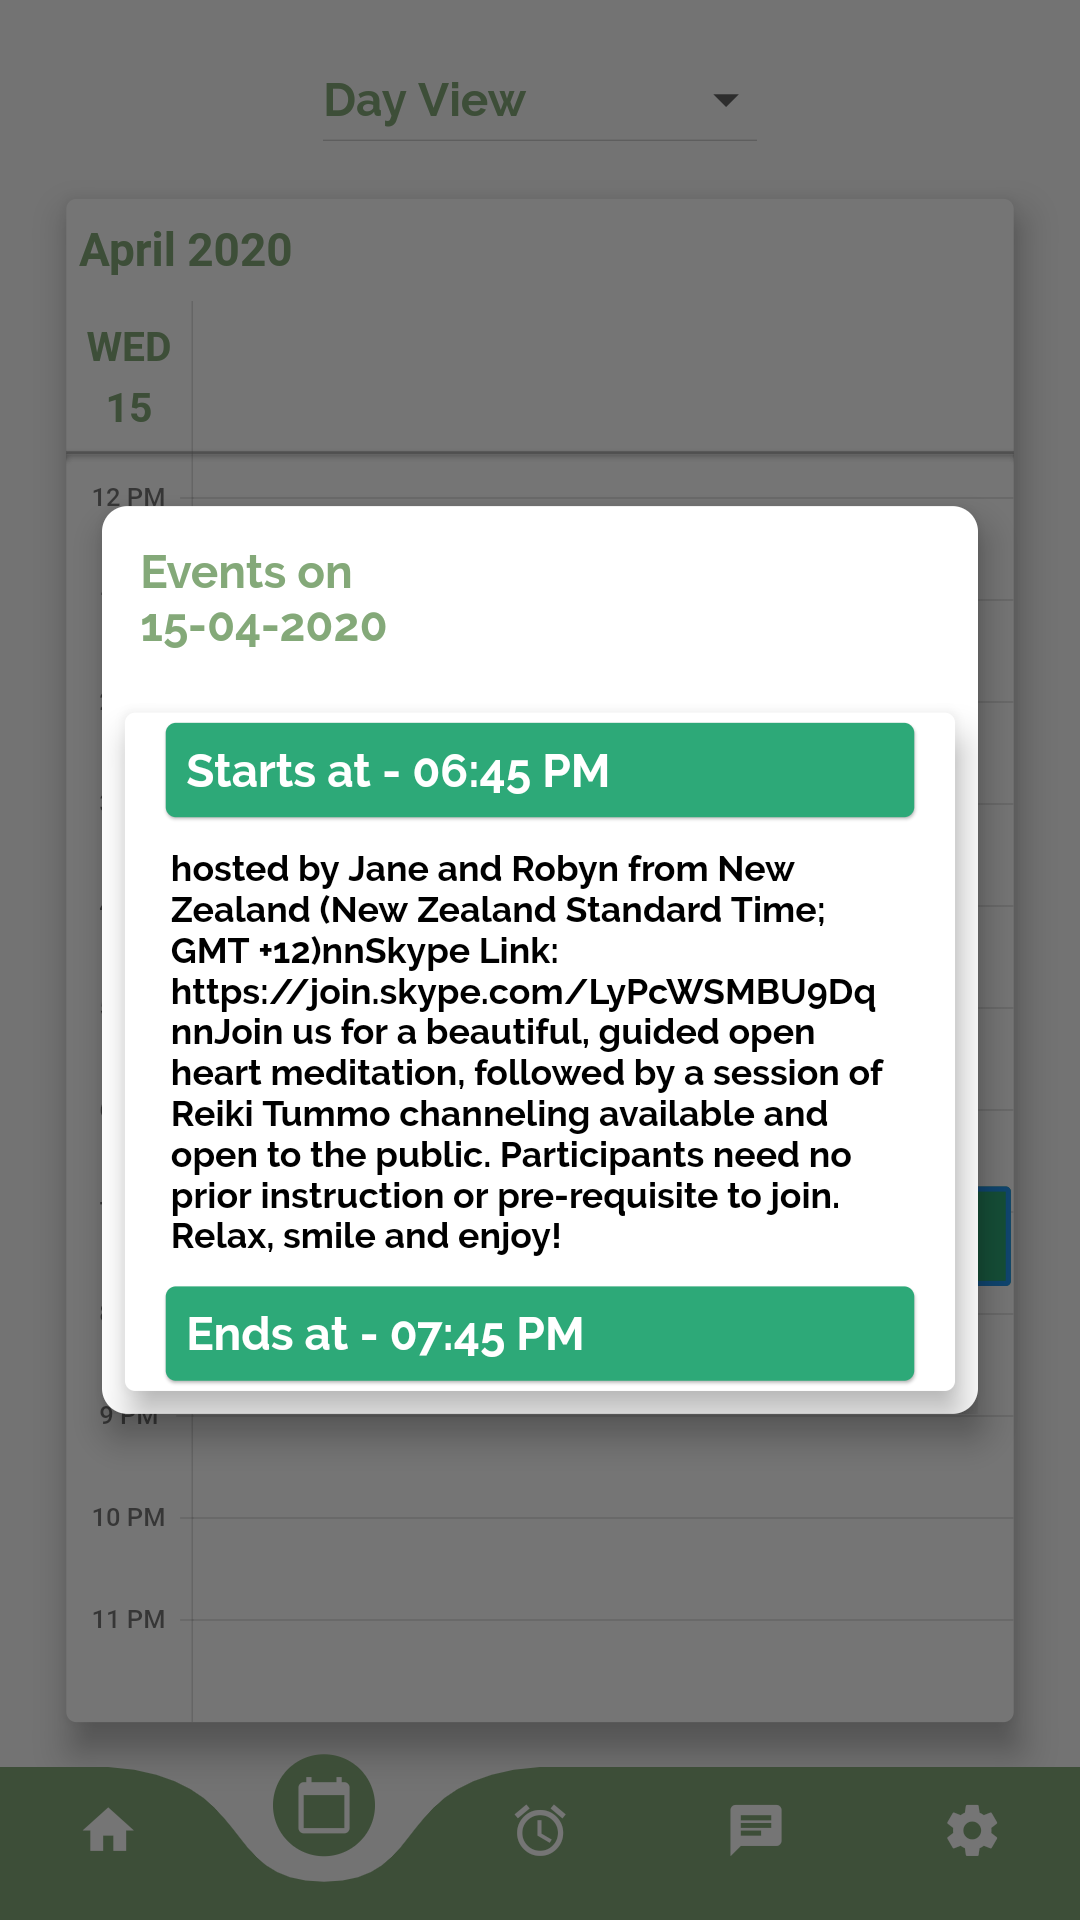 Day View
April 2020
WED
15
12 PM
Events on
15-04-2020
Starts at - 06:45 PM
hosted by Jane and Robyn from New
Zealand (New Zealand Standard Time;
GMT +12)nnSkype Link:
https://join.skype.com/LyPcWSMBU9Dq
nnJoin us for a beautiful, guided open
heart meditation, followed by a session of
Reiki Tummo channeling available and
open to the public. Participants need no
prior instruction or pre-requisite to join.
Relax, smile and enjoy!
Ends at - 07:45 PM
9 PM
10 PM
11 PM